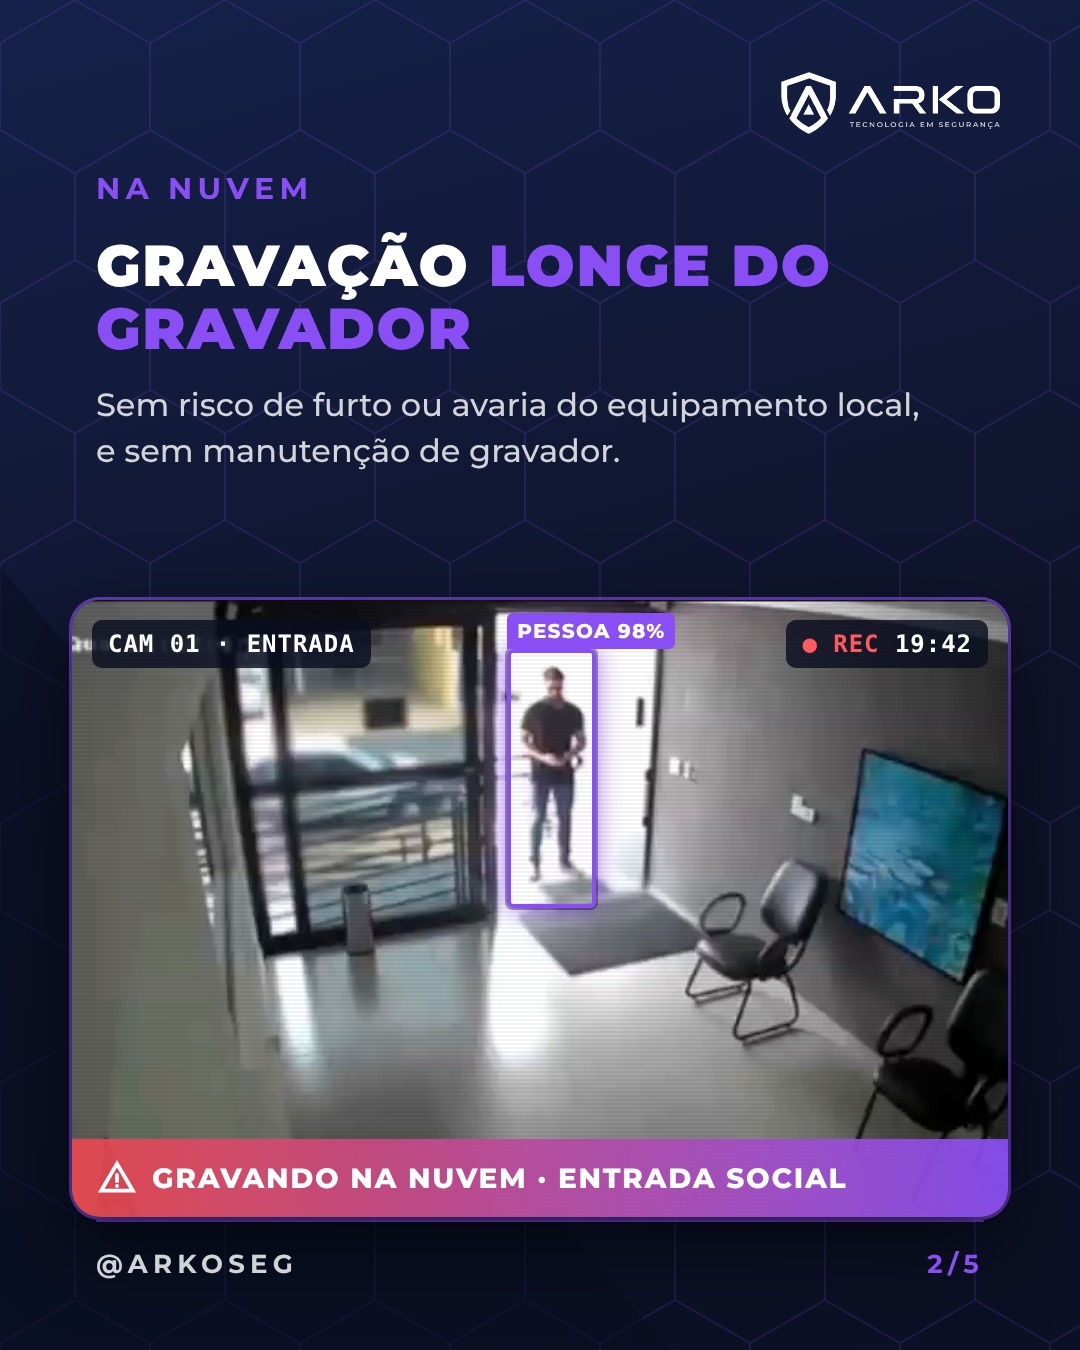 ARKO
TECNOLOGIA EM SEGURANÇA
NA NUVEM
GRAVAÇÃO LONGE DO
GRAVADOR
Sem risco de furto ou avaria do equipamento local,
e sem manutenção de gravador.
CAM 01 · ENTRADA
PESSOA 98%
REC 19:42
GRAVANDO NA NUVEM · ENTRADA SOCIAL
@ARKOSEG
2/5